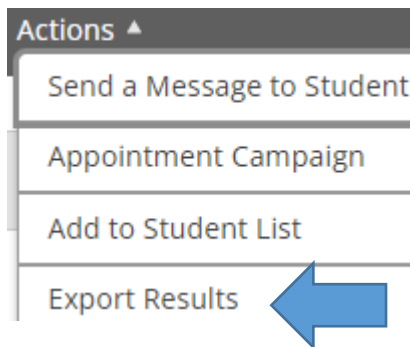 Actions ▲
Send a Message to Student
Appointment Campaign
Add to Student List
Export Results